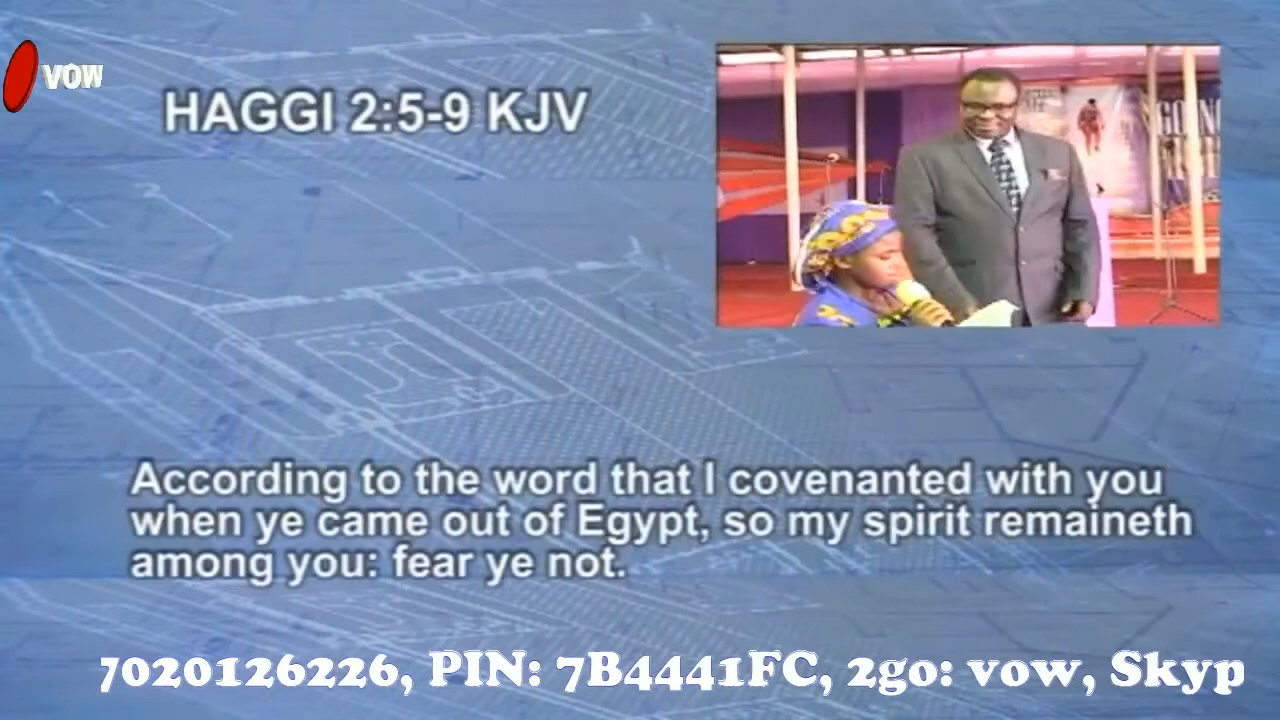 VOW
HAGGI 2:5-9 KJV
GOING
According to the word that I covenanted with you
when ye came out of Egypt, so my spirit remaineth
among you: fear ye not.
7020126226, PIN: 7B4441FC, 2go: vow, Skyp